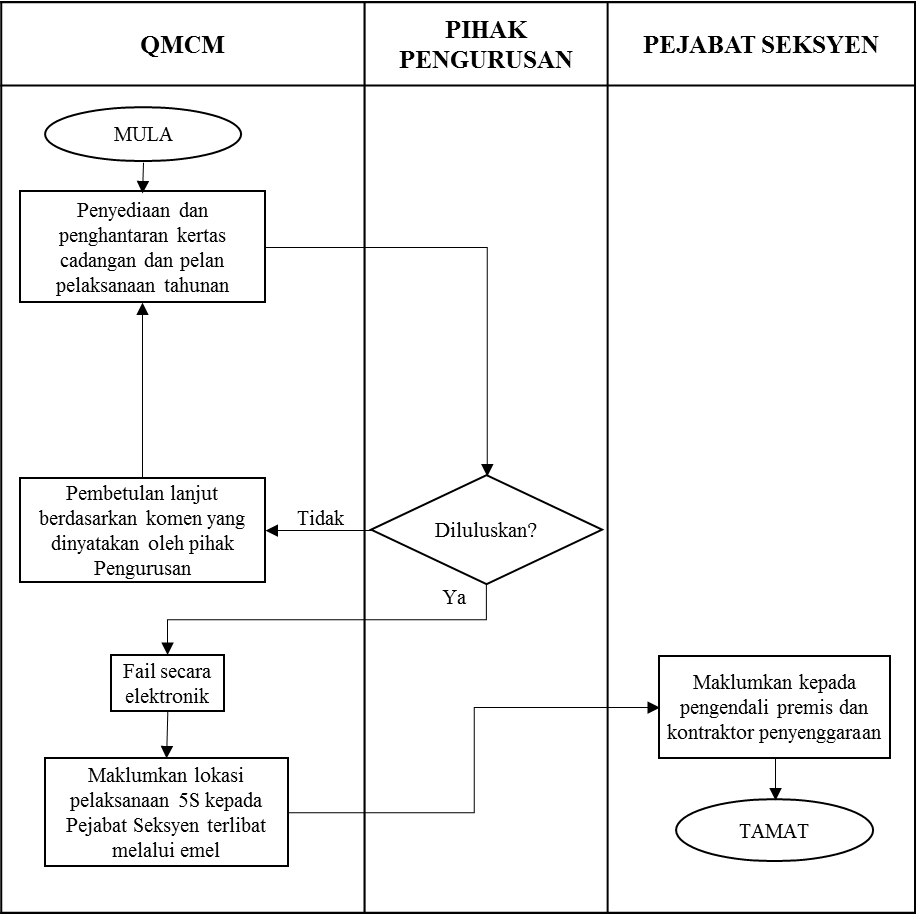 QMCM
PIHAK
PENGURUSAN
PEJABAT SEKSYEN
MULA
Penyediaan dan
penghantaran kertas
cadangan dan pelan
pelaksanaan tahunan
Pembetulan lanjut
berdasarkan komen yang
dinyatakan oleh pihak
Pengurusan
Tidak
Diluluskan?
Ya
Fail secara
elektronik
Maklumkan lokasi
pelaksanaan 5S kepada
Pejabat Seksyen terlibat
melalui emel
Maklumkan kepada
pengendali premis dan
kontraktor penyenggaraan
TAMAT